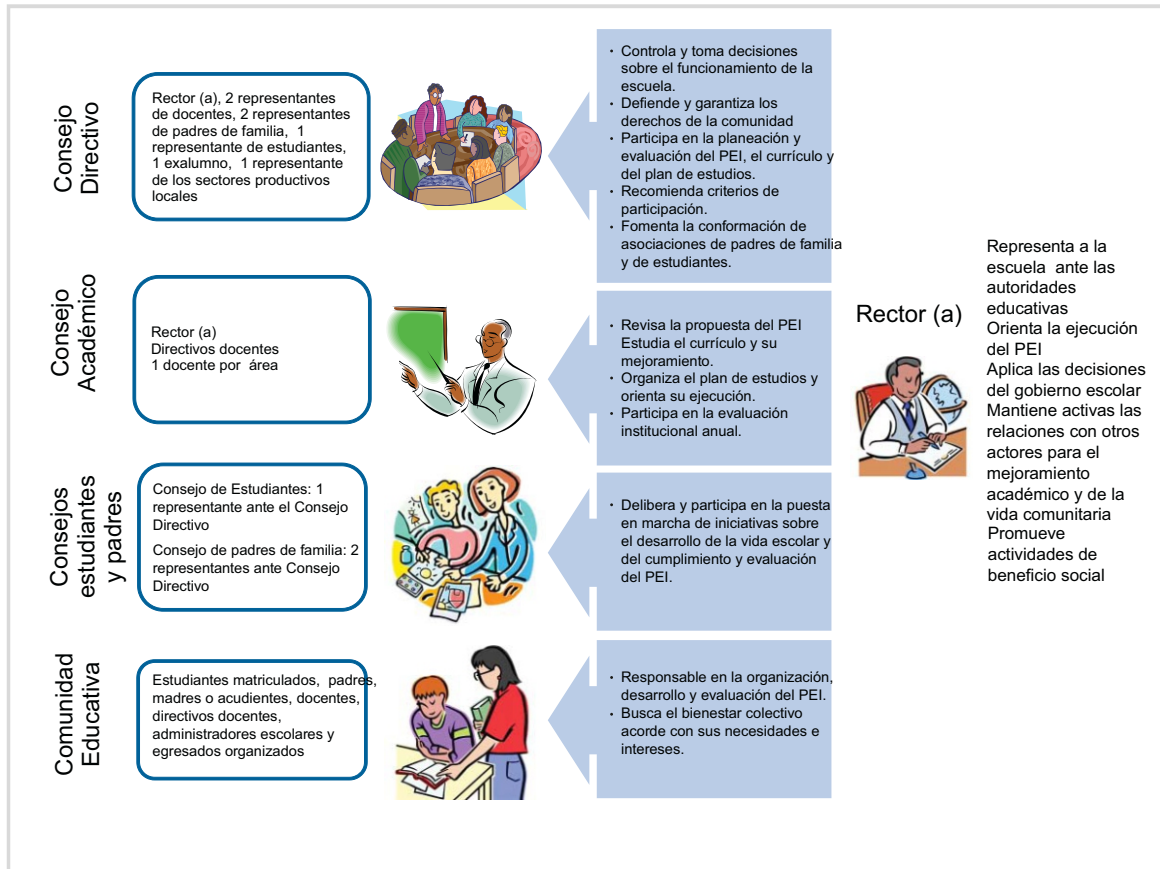 Consejo
Directivo
Rector (a), 2 representantes
de docentes, 2 representantes
de padres de familia, 1
representante de estudiantes,
1 exalumno, 1 representante
de los sectores productivos
locales
• Controla y toma decisiones
sobre el funcionamiento de la
escuela.
• Defiende y garantiza los
derechos de la comunidad
• Participa en la planeación y
evaluación del PEI, el currículo y
del plan de estudios.
• Recomienda criterios de
participación.
• Fomenta la conformación de
asociaciones de padres de familia
y de estudiantes.
Consejo
Académico
Rector (a)
Directivos docentes
1 docente por área
• Revisa la propuesta del PEI
Estudia el currículo y su
mejoramiento.
• Organiza el plan de estudios y
orienta su ejecución.
• Participa en la evaluación
institucional anual.
Consejos
estudiantes
y padres
Consejo de Estudiantes: 1
representante ante el Consejo
Directivo
Consejo de padres de familia: 2
representantes ante Consejo
Directivo
• Delibera y participa en la puesta
en marcha de iniciativas sobre
el desarrollo de la vida escolar y
del cumplimiento y evaluación
del PEI.
Comunidad
Educativa
Estudiantes matriculados, padres,
madres o acudientes, docentes,
directivos docentes,
administradores escolares y
egresados organizados
• Responsable en la organización,
desarrollo y evaluación del PEI.
• Busca el bienestar colectivo
acorde con sus necesidades e
intereses.
Rector (a)
Representa a la
escuela ante las
autoridades
educativas
Orienta la ejecución
del PEI
Aplica las decisiones
del gobierno escolar
Mantiene activas las
relaciones con otros
actores para el
mejoramiento
académico y de la
vida comunitaria
Promueve
actividades de
beneficio social